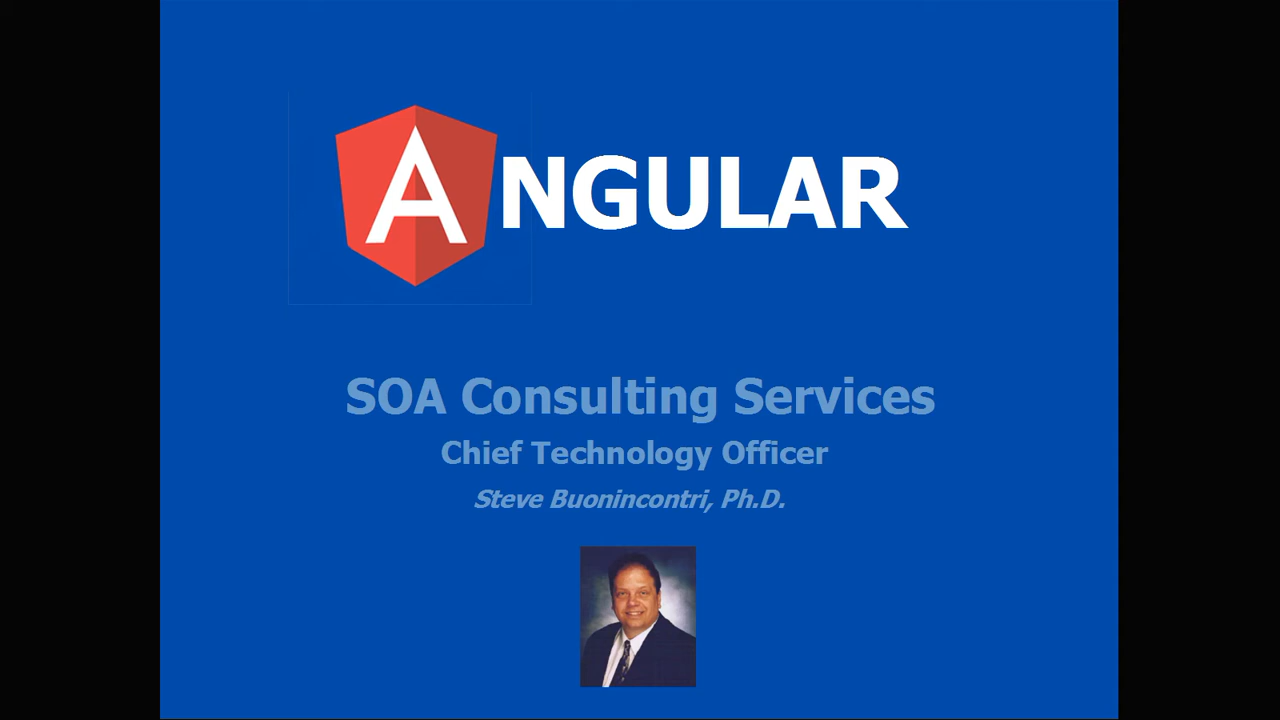 ANGULAR
SOA Consulting Services
Chief Technology Officer
Steve Buonincontri, Ph.D.